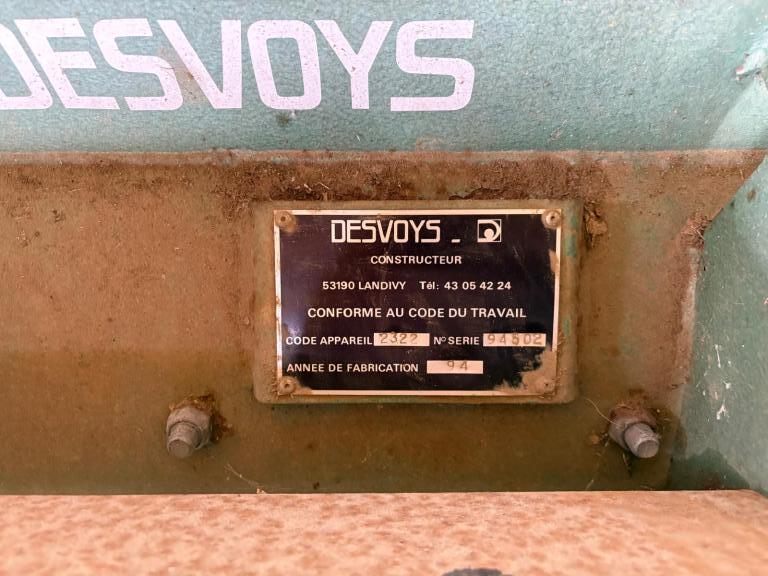 DESVOYS
DESVOYS -
CONSTRUCTEUR
53190 LANDIVY Tél: 43 05 42 24
CONFORME AU CODE DU TRAVAIL
CODE APPAREIL 2322 N° SERIE 94502
ANNEE DE FABRICATION 94